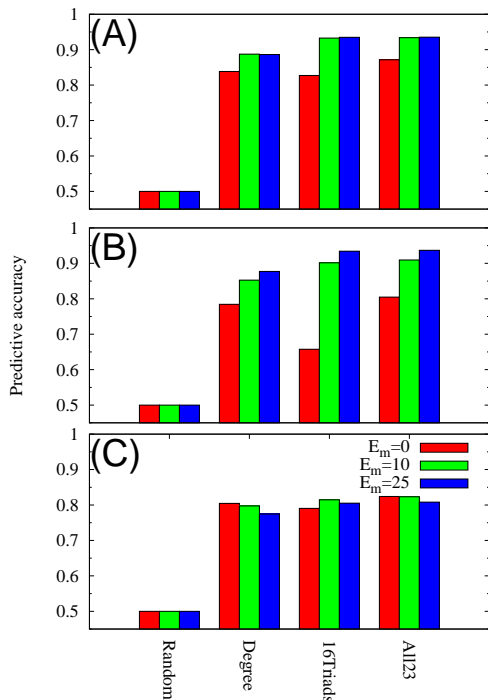 (A)
1
0.9
0.8
0.7
0.6
0.5
(B)
1
0.9
0.8
0.7
0.6
0.5
Predictive accuracy
(C)
1
0.9
0.8
0.7
0.6
0.5
E_m=0
E_m=10
E_m=25
Random
Degree
16Triads
All23